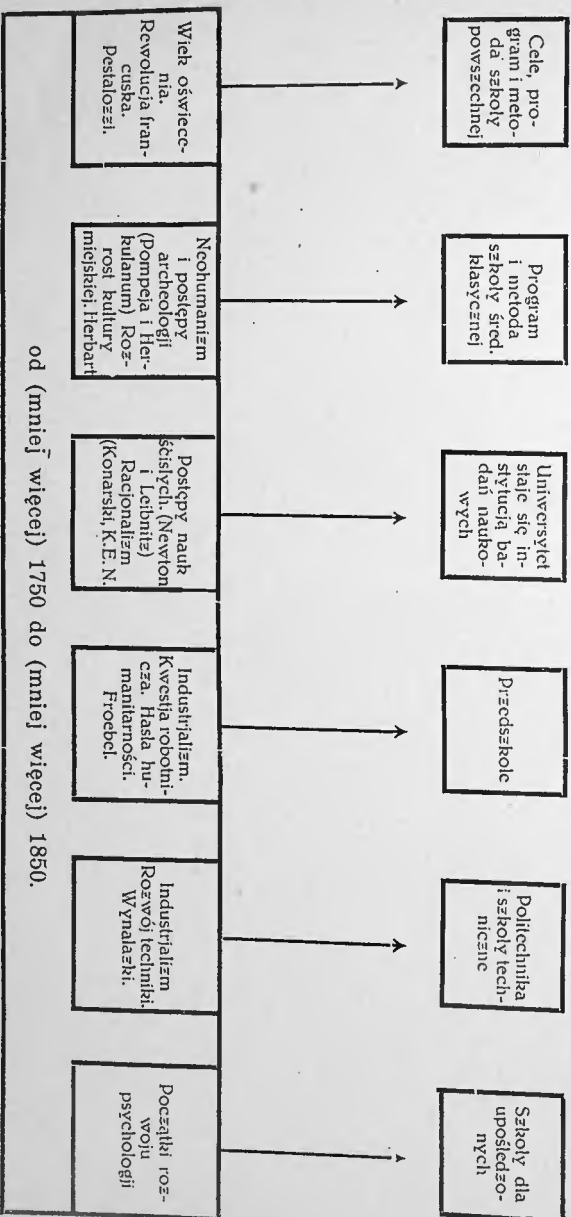 Cele, pro-
gram i meto-
da szkoły
powszechnej
Program
i metoda
szkoły śred.
klasycznej
Uniwersytet
staje się in-
stytucją ba-
dań nauko-
wych
Przedszkole
Politechnika
i szkoły tech-
niczne
Szkoły dla
upośledzo-
nych
Wiek oświece-
nia.
Rewolucja fran-
cuska.
Pestalozzi.
Neohumanizm
i postępy
archeologji
(Pompeja i Her-
kulanum) Roz-
rost kultury
miejskiej. Herbart
Postępy nauk
ścisłych. (Newton
i Leibnitz)
Racjonalizm
(Konarski, K.E.N.
Industrjalizm.
Kwestja robotni-
cza. Hasła hu-
manitarności.
Froebel.
Industrjalizm
Rozwój techniki.
Wynalazki.
Początki roz-
woju
psychologji
od (mniej więcej) 1750 do (mniej więcej) 1850.